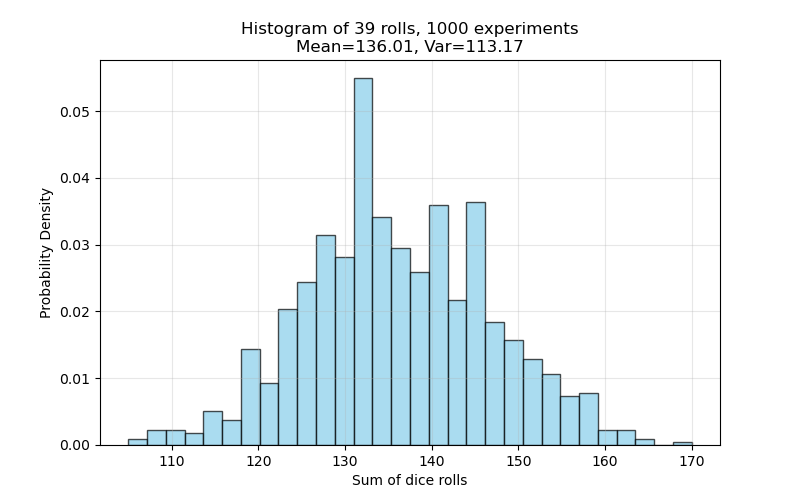 Histogram of 39 rolls, 1000 experiments
Mean=136.01, Var=113.17
Probability Density
0.05
0.04
0.03
0.02
0.01
0.00
110 120 130 140 150 160 170
Sum of dice rolls